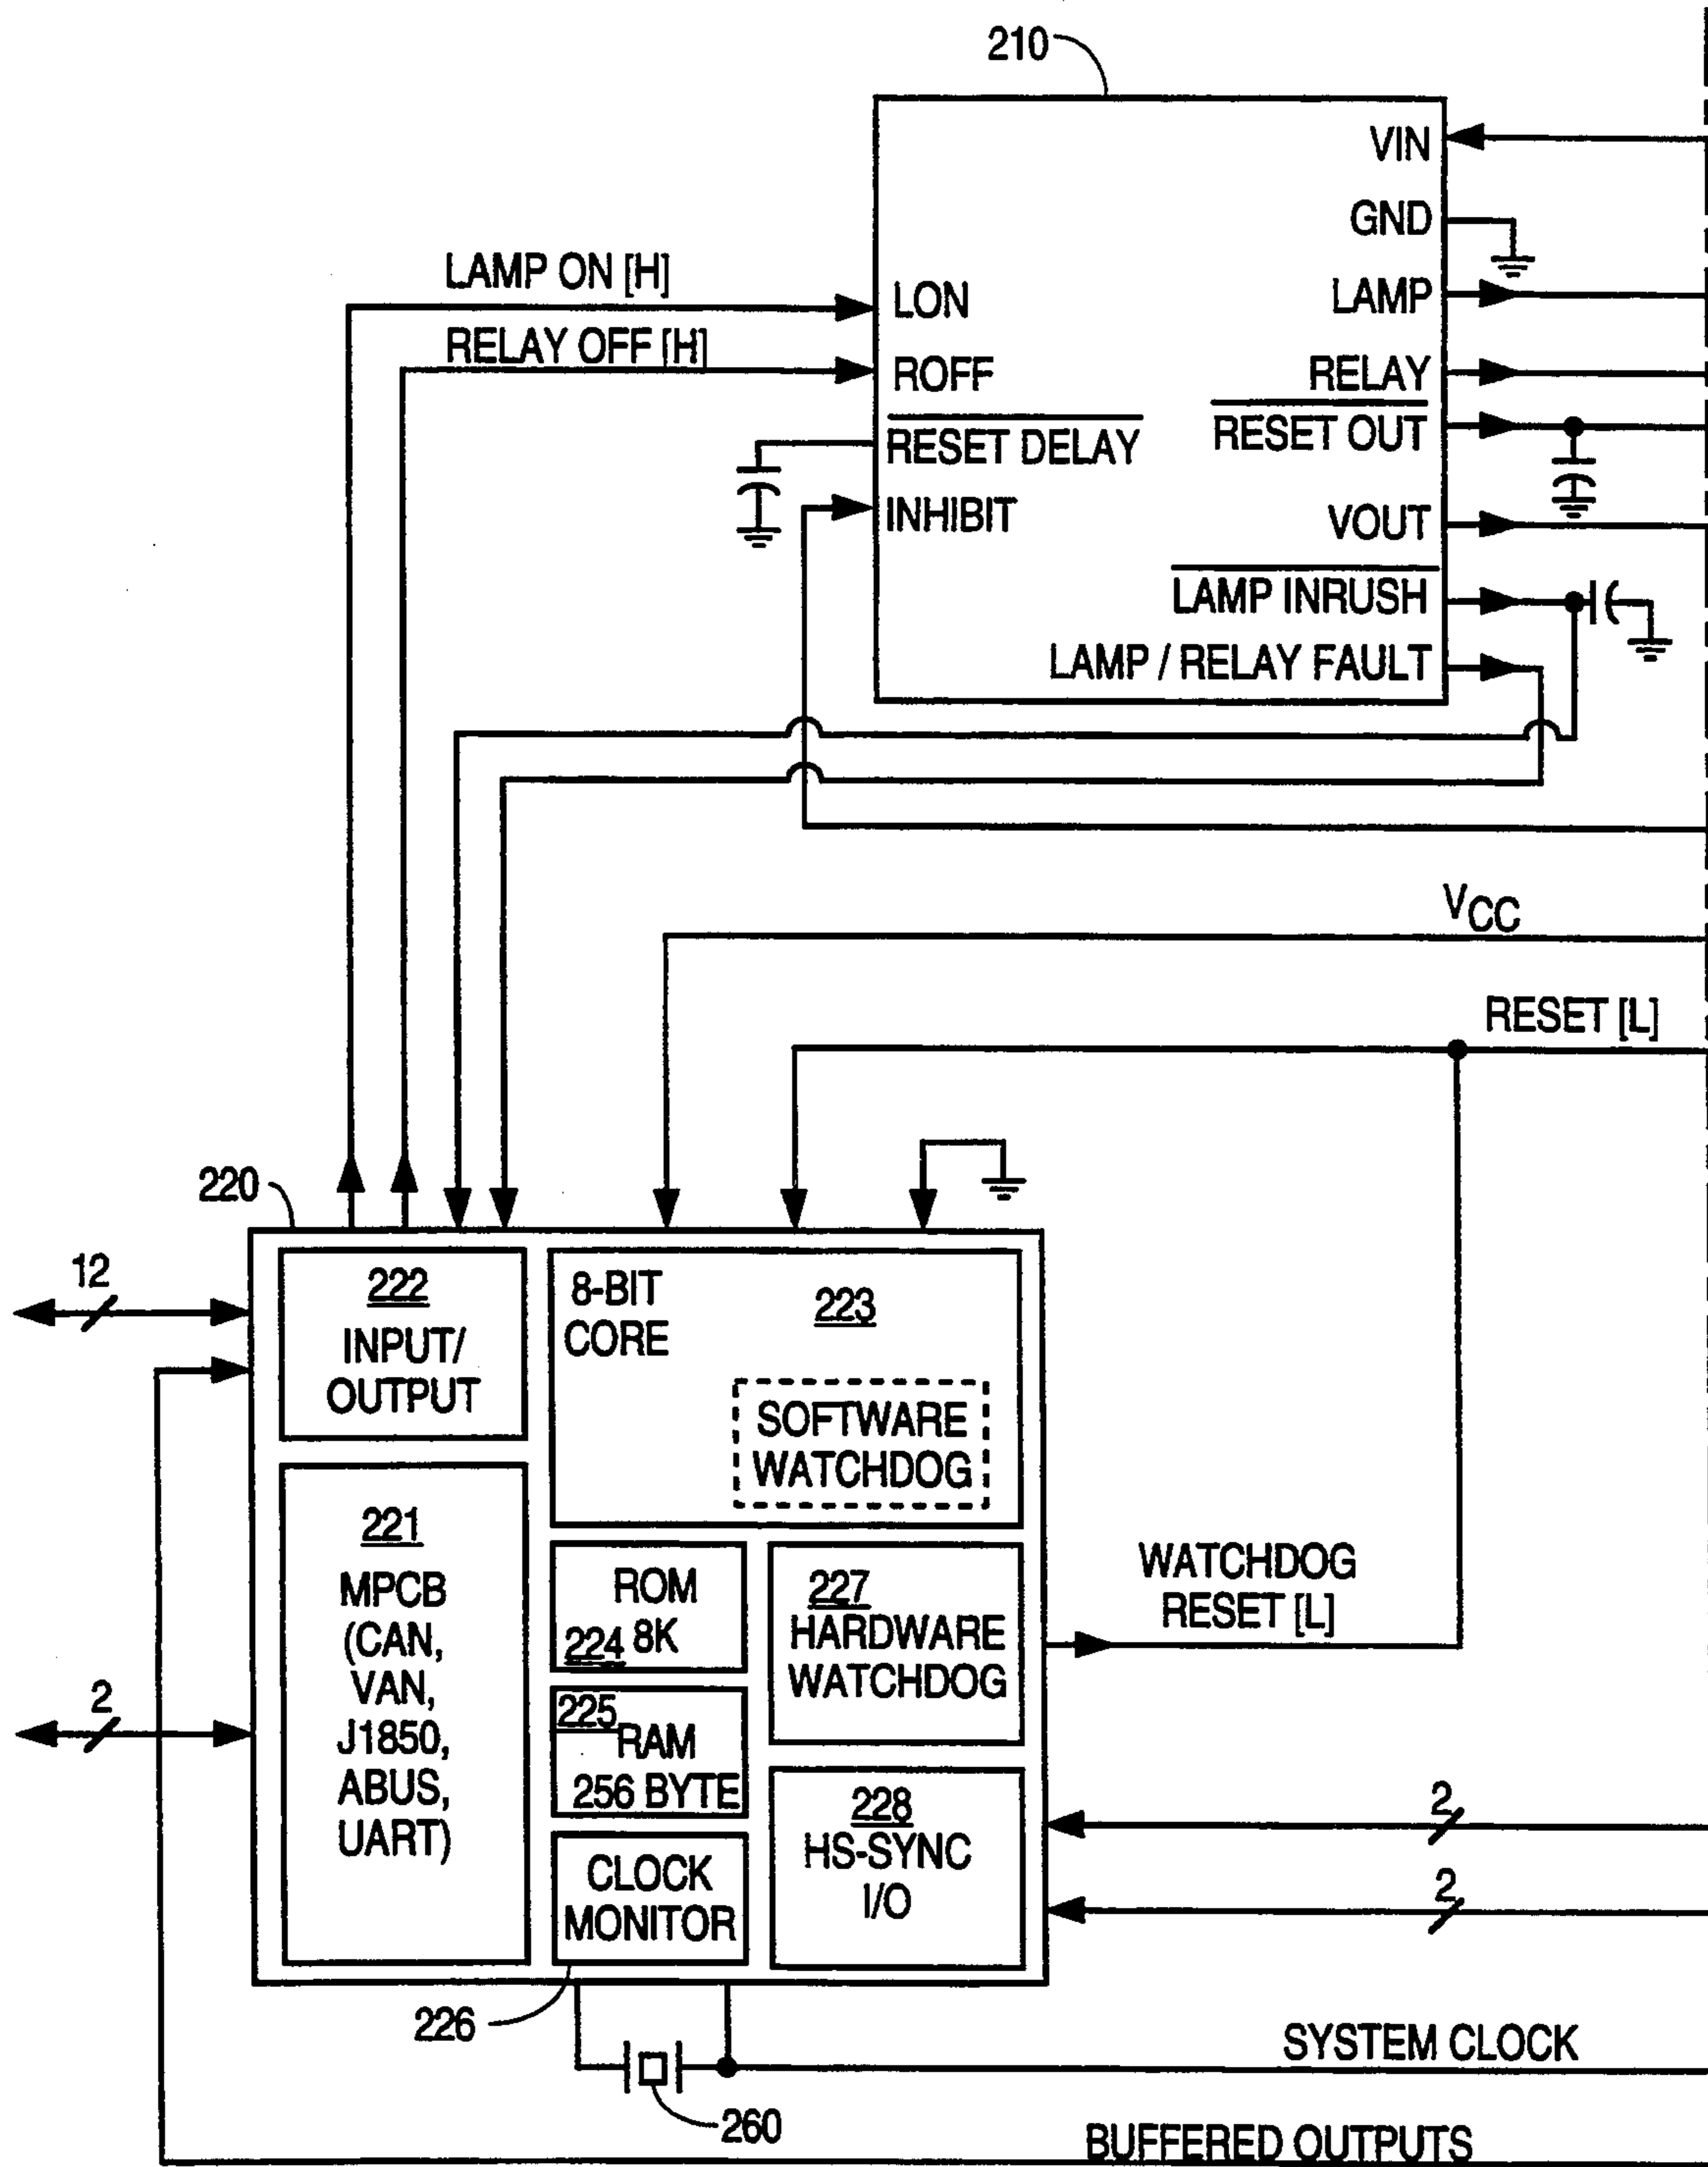 210
VIN
GND
LAMP ON [H]
LON
LAMP
RELAY OFF [H]
ROFF
RELAY
RESET DELAY
RESET OUT
INHIBIT
VOUT
LAMP INRUSH
LAMP / RELAY FAULT
VCC
RESET [L]
220
12
222
INPUT/
OUTPUT
8-BIT
CORE
223
SOFTWARE
WATCHDOG
221
MPCB
(CAN,
VAN,
J1850,
ABUS,
UART)
2
ROM
224 8K
225
RAM
256 BYTE
CLOCK
MONITOR
227
HARDWARE
WATCHDOG
WATCHDOG
RESET [L]
228
HS-SYNC
I/O
2
2
226
260
SYSTEM CLOCK
BUFFERED OUTPUTS